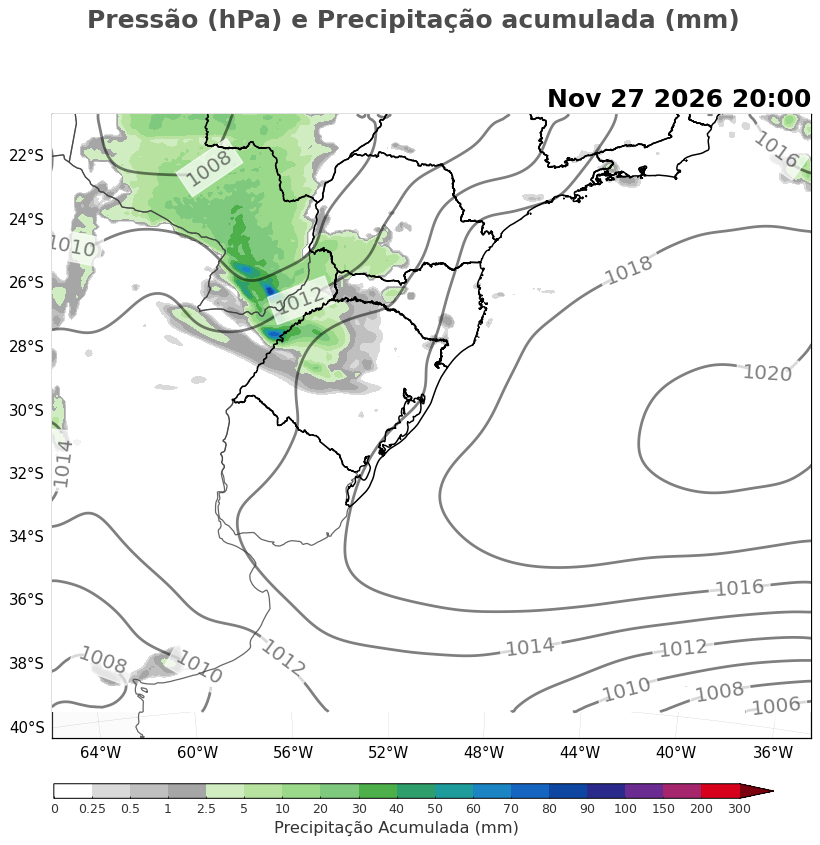 Pressão (hPa) e Precipitação acumulada (mm)
Nov 27 2026 20:00
1016
1008
1010
1012
1018
1020
1014
1016
1014
1012
1010
1008
1006
1012
1010
1008
22°S
24°S
26°S
28°S
30°S
32°S
34°S
36°S
38°S
40°S
64°W 60°W 56°W 52°W 48°W 44°W 40°W 36°W
0 0.25 0.5 1 2.5 5 10 20 30 40 50 60 70 80 90 100 150 200 300
Precipitação Acumulada (mm)